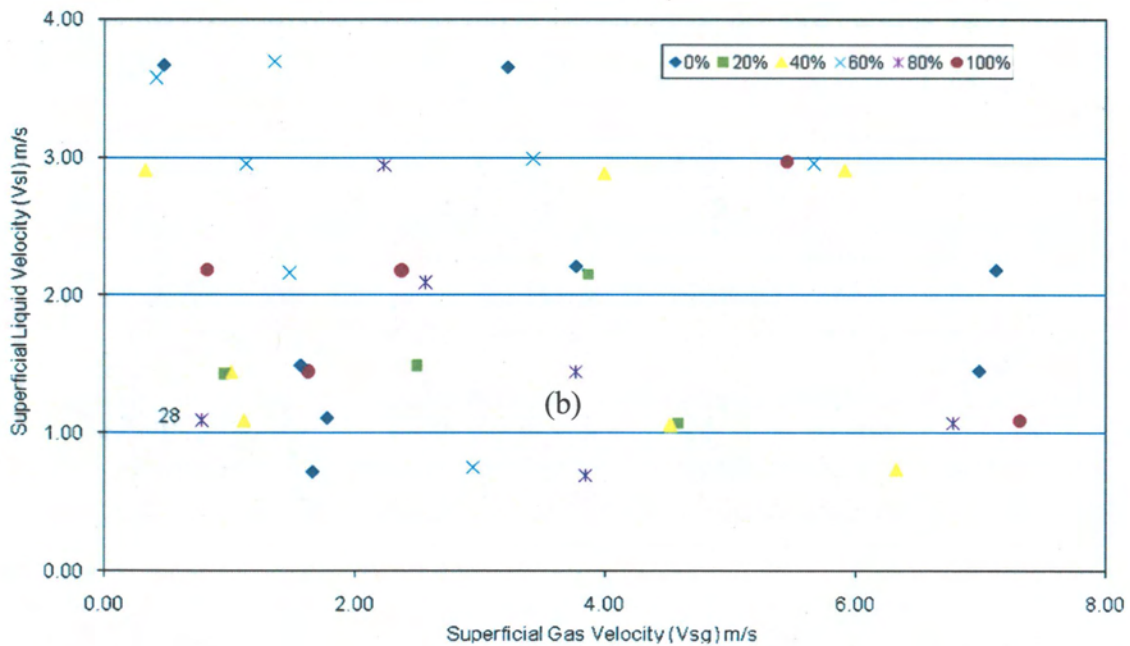 4.00
0% 20% 40% 60% 80% 100%
3.00
Superficial Liquid Velocity (Vsl) m/s
2.00
(b)
28
1.00
0.00
0.00 2.00 4.00 6.00 8.00
Superficial Gas Velocity (Vsg) m/s